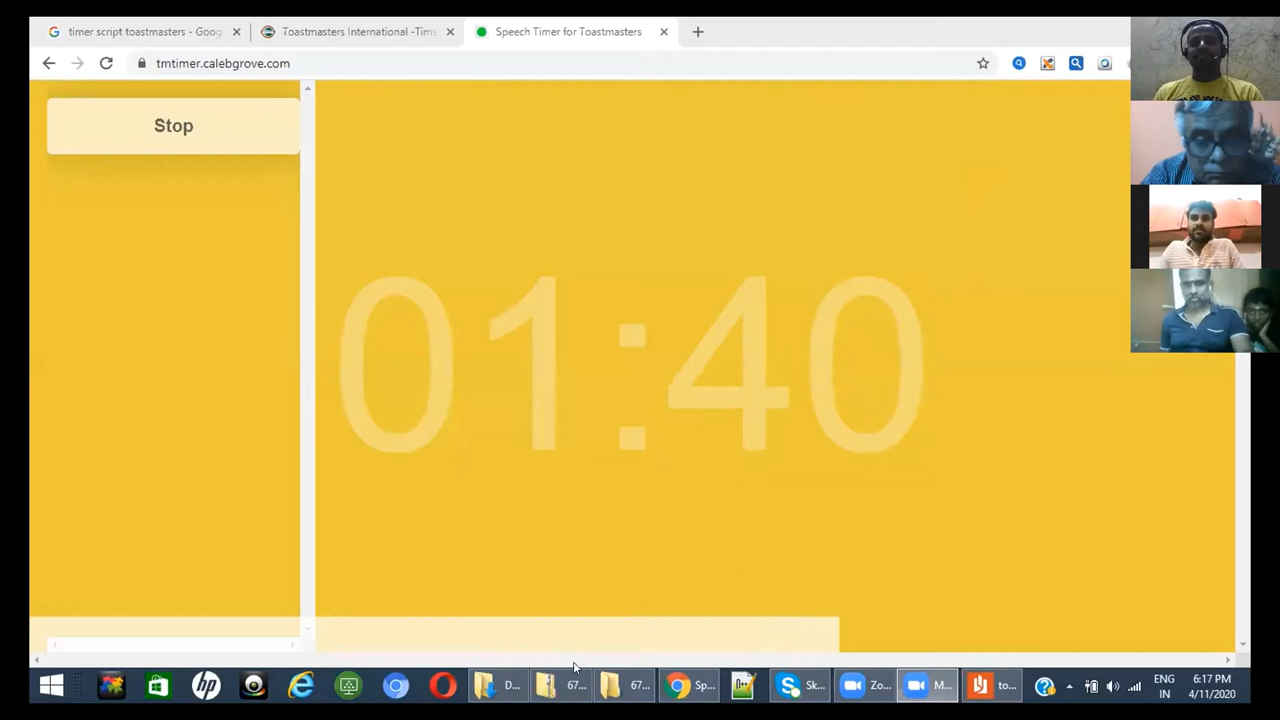 timer script toastmasters - Goog
Toastmasters International -Time
Speech Timer for Toastmasters
tmtimer.calebgrove.com
Stop
01:40
D...
67...
67...
Sp...
Sk...
Zo...
M...
to...
ENG
IN
6:17 PM
4/11/2020